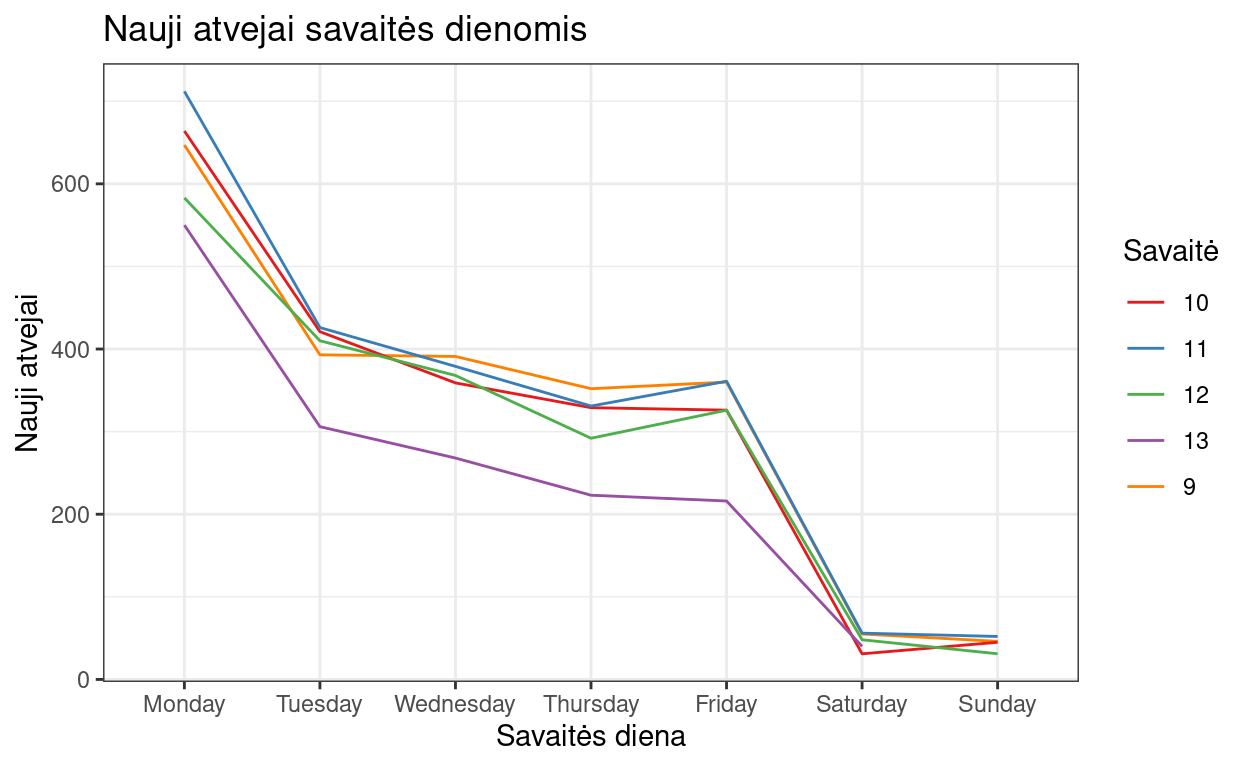 Nauji atvejai savaitės dienomis
Nauji atvejai
600
400
200
0
Monday Tuesday Wednesday Thursday Friday Saturday Sunday
Savaitės diena
Savaitė
10
11
12
13
9